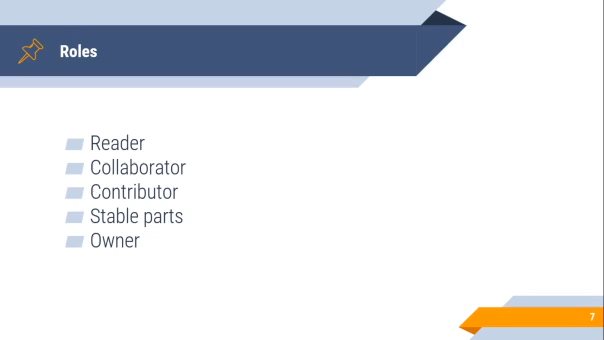 Roles
Reader
Collaborator
Contributor
Stable parts
Owner
7